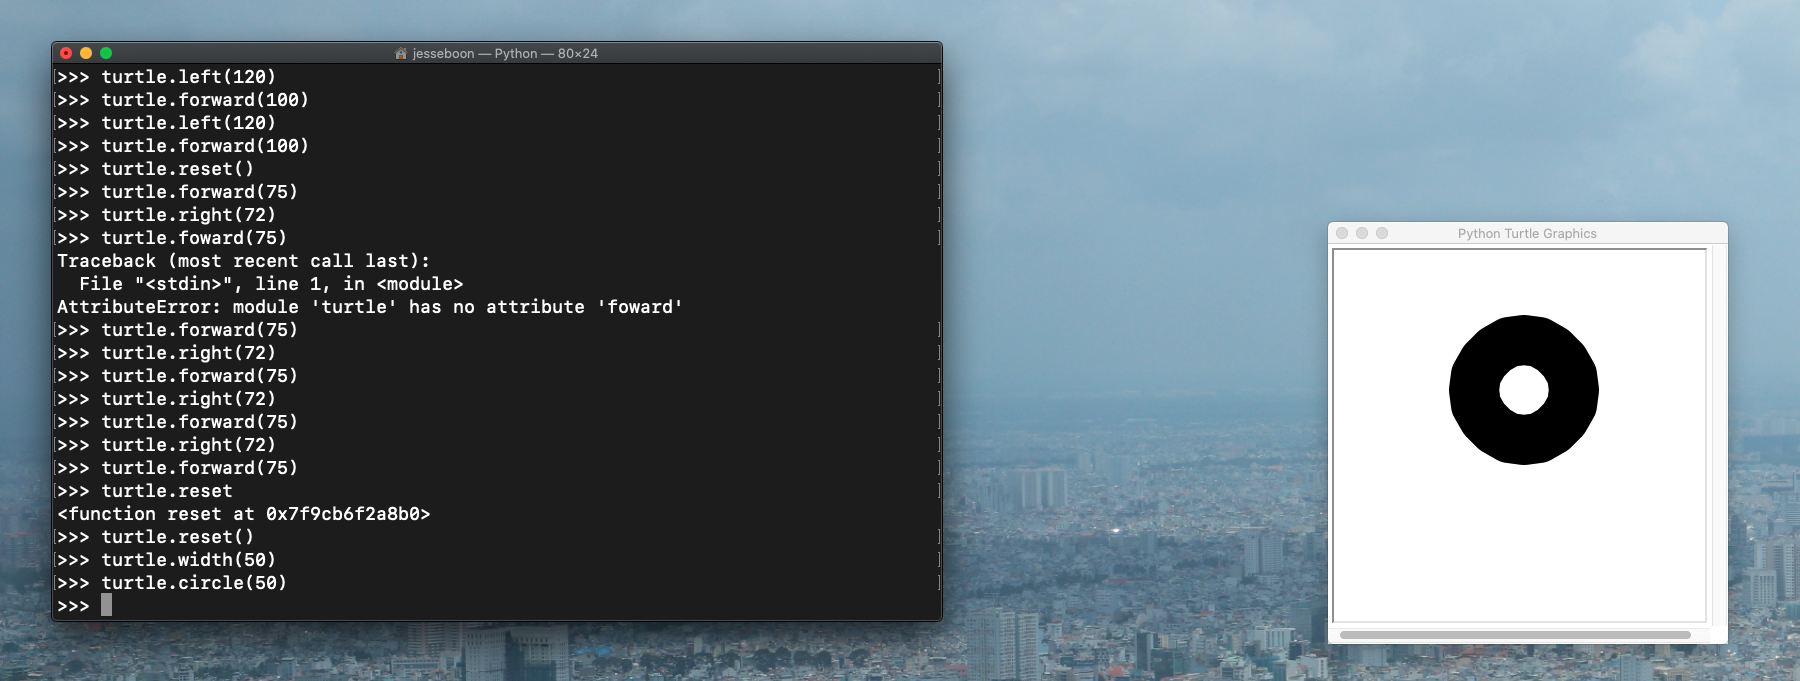 jesseboon — Python — 80×24
>>> turtle.left(120)
>>> turtle.forward(100)
>>> turtle.left(120)
>>> turtle.forward(100)
>>> turtle.reset()
>>> turtle.forward(75)
>>> turtle.right(72)
>>> turtle.foward(75)
Traceback (most recent call last):
  File "<stdin>", line 1, in <module>
AttributeError: module 'turtle' has no attribute 'foward'
>>> turtle.forward(75)
>>> turtle.right(72)
>>> turtle.forward(75)
>>> turtle.right(72)
>>> turtle.forward(75)
>>> turtle.right(72)
>>> turtle.forward(75)
>>> turtle.reset
<function reset at 0x7f9cb6f2a8b0>
>>> turtle.reset()
>>> turtle.width(50)
>>> turtle.circle(50)
>>>
Python Turtle Graphics